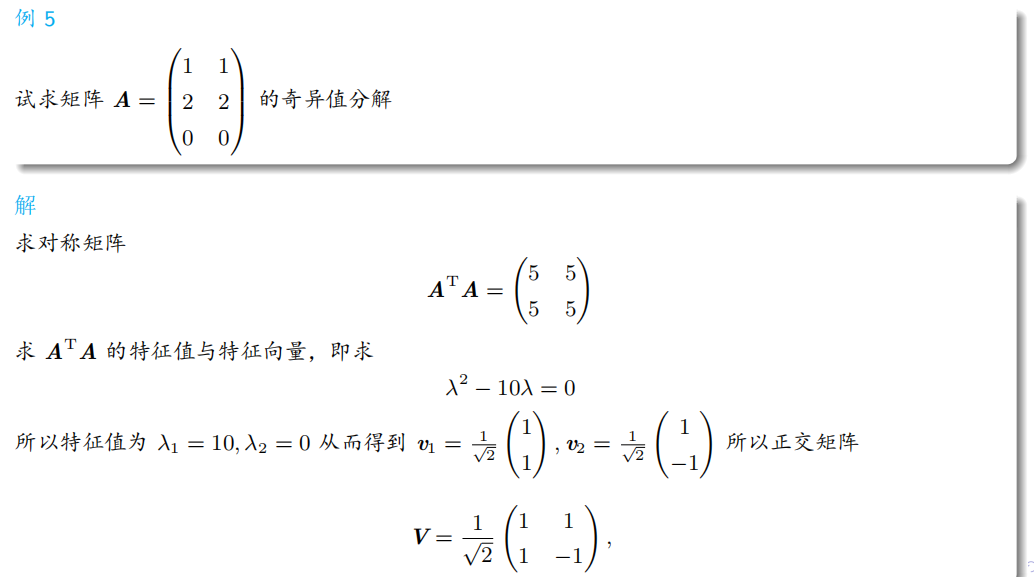 例 5
试求矩阵 $\boldsymbol{A} = \begin{pmatrix} 1 & 1 \\ 2 & 2 \\ 0 & 0 \end{pmatrix}$ 的奇异值分解
解
求对称矩阵
$\boldsymbol{A}^{\mathrm{T}}\boldsymbol{A} = \begin{pmatrix} 5 & 5 \\ 5 & 5 \end{pmatrix}$
求 $\boldsymbol{A}^{\mathrm{T}}\boldsymbol{A}$ 的特征值与特征向量，即求
$\lambda^2 - 10\lambda = 0$
所以特征值为 $\lambda_1 = 10, \lambda_2 = 0$ 从而得到 $\boldsymbol{v}_1 = \frac{1}{\sqrt{2}} \begin{pmatrix} 1 \\ 1 \end{pmatrix}, \boldsymbol{v}_2 = \frac{1}{\sqrt{2}} \begin{pmatrix} 1 \\ -1 \end{pmatrix}$ 所以正交矩阵
$\boldsymbol{V} = \frac{1}{\sqrt{2}} \begin{pmatrix} 1 & 1 \\ 1 & -1 \end{pmatrix},$